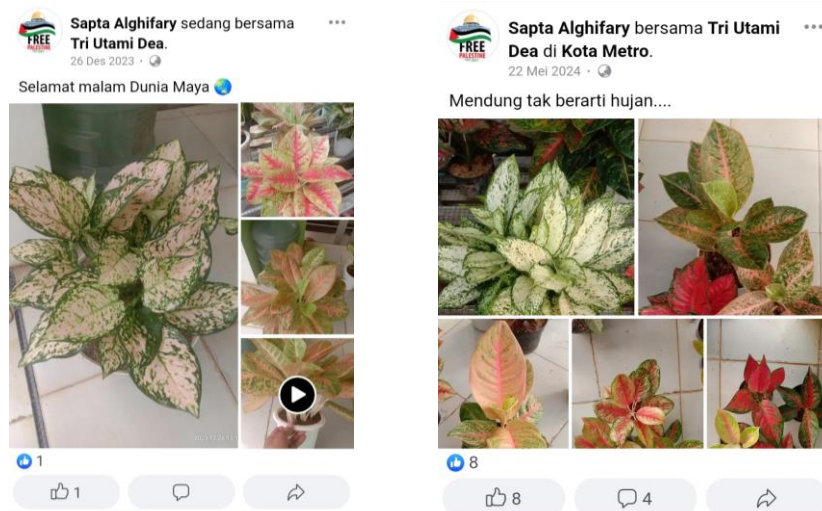 Sapta Alghifary sedang bersama
Tri Utami Dea.
26 Des 2023
Selamat malam Dunia Maya
1
1
FREE
PALESTINE
Sapta Alghifary bersama Tri Utami
Dea di Kota Metro.
22 Mei 2024
Mendung tak berarti hujan....
8
8 4
FREE
PALESTINE